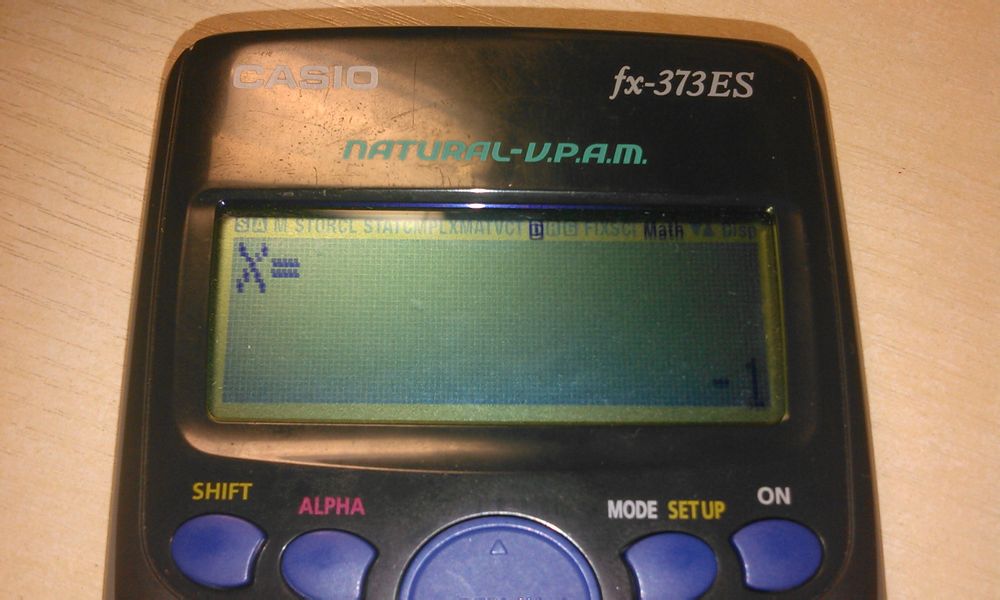 CASIO fx-373ES
NATURAL-V.P.A.M.
S A M STO RCL STAT CMPLX MAT VCT D R G FIX SCI Math ▼▲ Disp
X=
-1
SHIFT ALPHA MODE SETUP ON